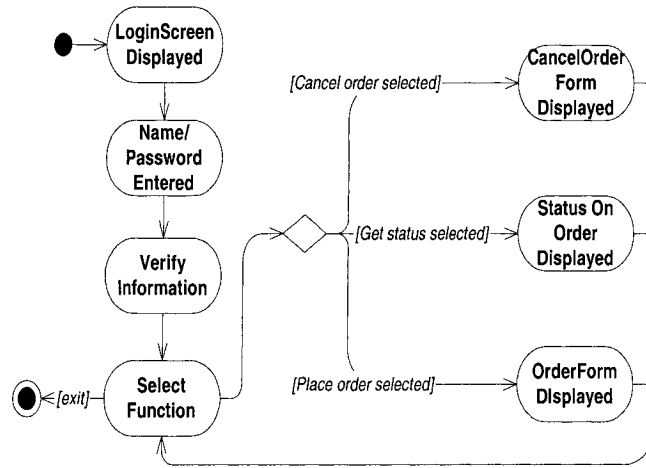 LoginScreen
Displayed
Name/
Password
Entered
Verify
Information
Select
Function
[exit]
[Cancel order selected]
CancelOrder
Form
Displayed
[Get status selected]
Status On
Order
Displayed
[Place order selected]
OrderForm
DIsplayed